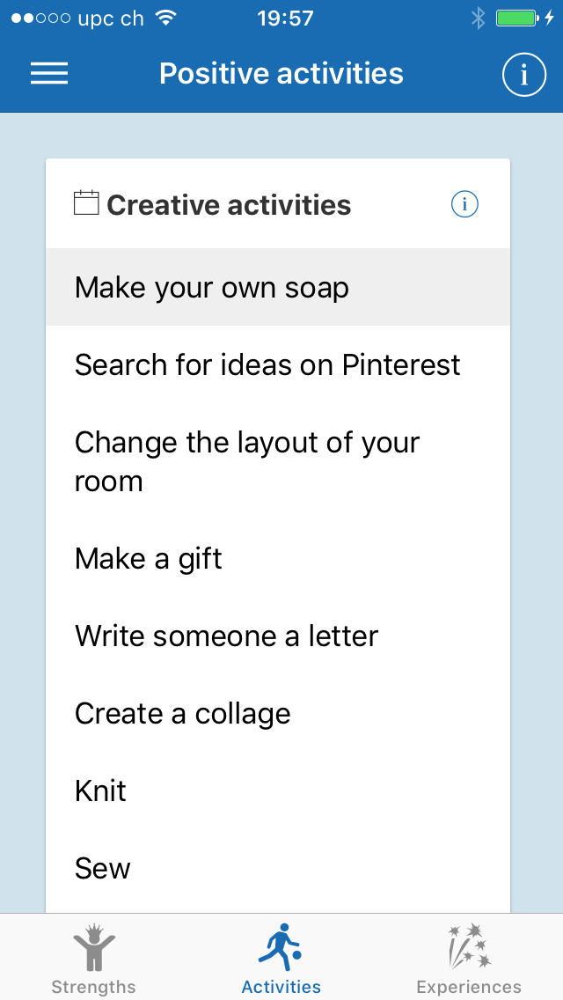 upc ch 19:57
Positive activities i
Creative activities i
Make your own soap
Search for ideas on Pinterest
Change the layout of your
room
Make a gift
Write someone a letter
Create a collage
Knit
Sew
Strengths Activities Experiences